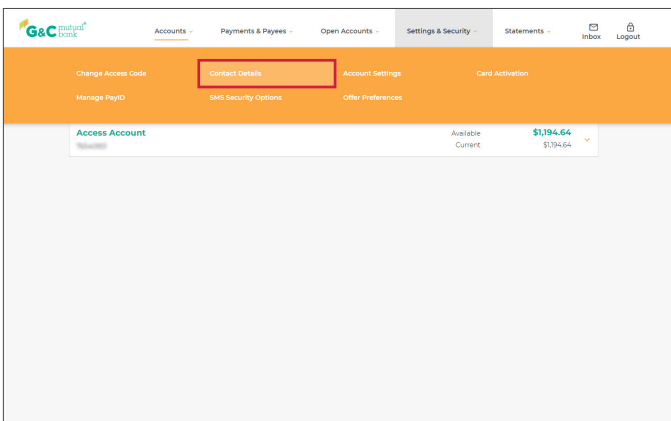 G&C mutual bank
Accounts
Payments & Payees
Open Accounts
Settings & Security
Statements
Inbox
Logout
Change Access Code
Contact Details
Account Settings
Card Activation
Manage PayID
SMS Security Options
Offer Preferences
Access Account
Available $1,194.64
Current $1,194.64